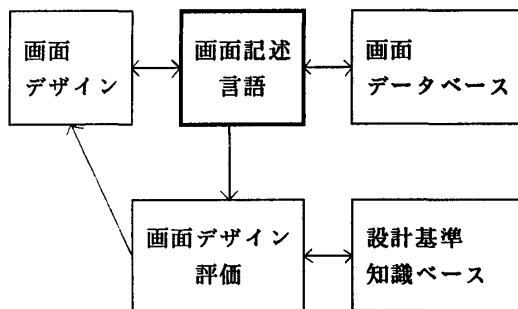 画面
デザイン
画面記述
言語
画面
データベース
画面デザイン
評価
設計基準
知識ベース